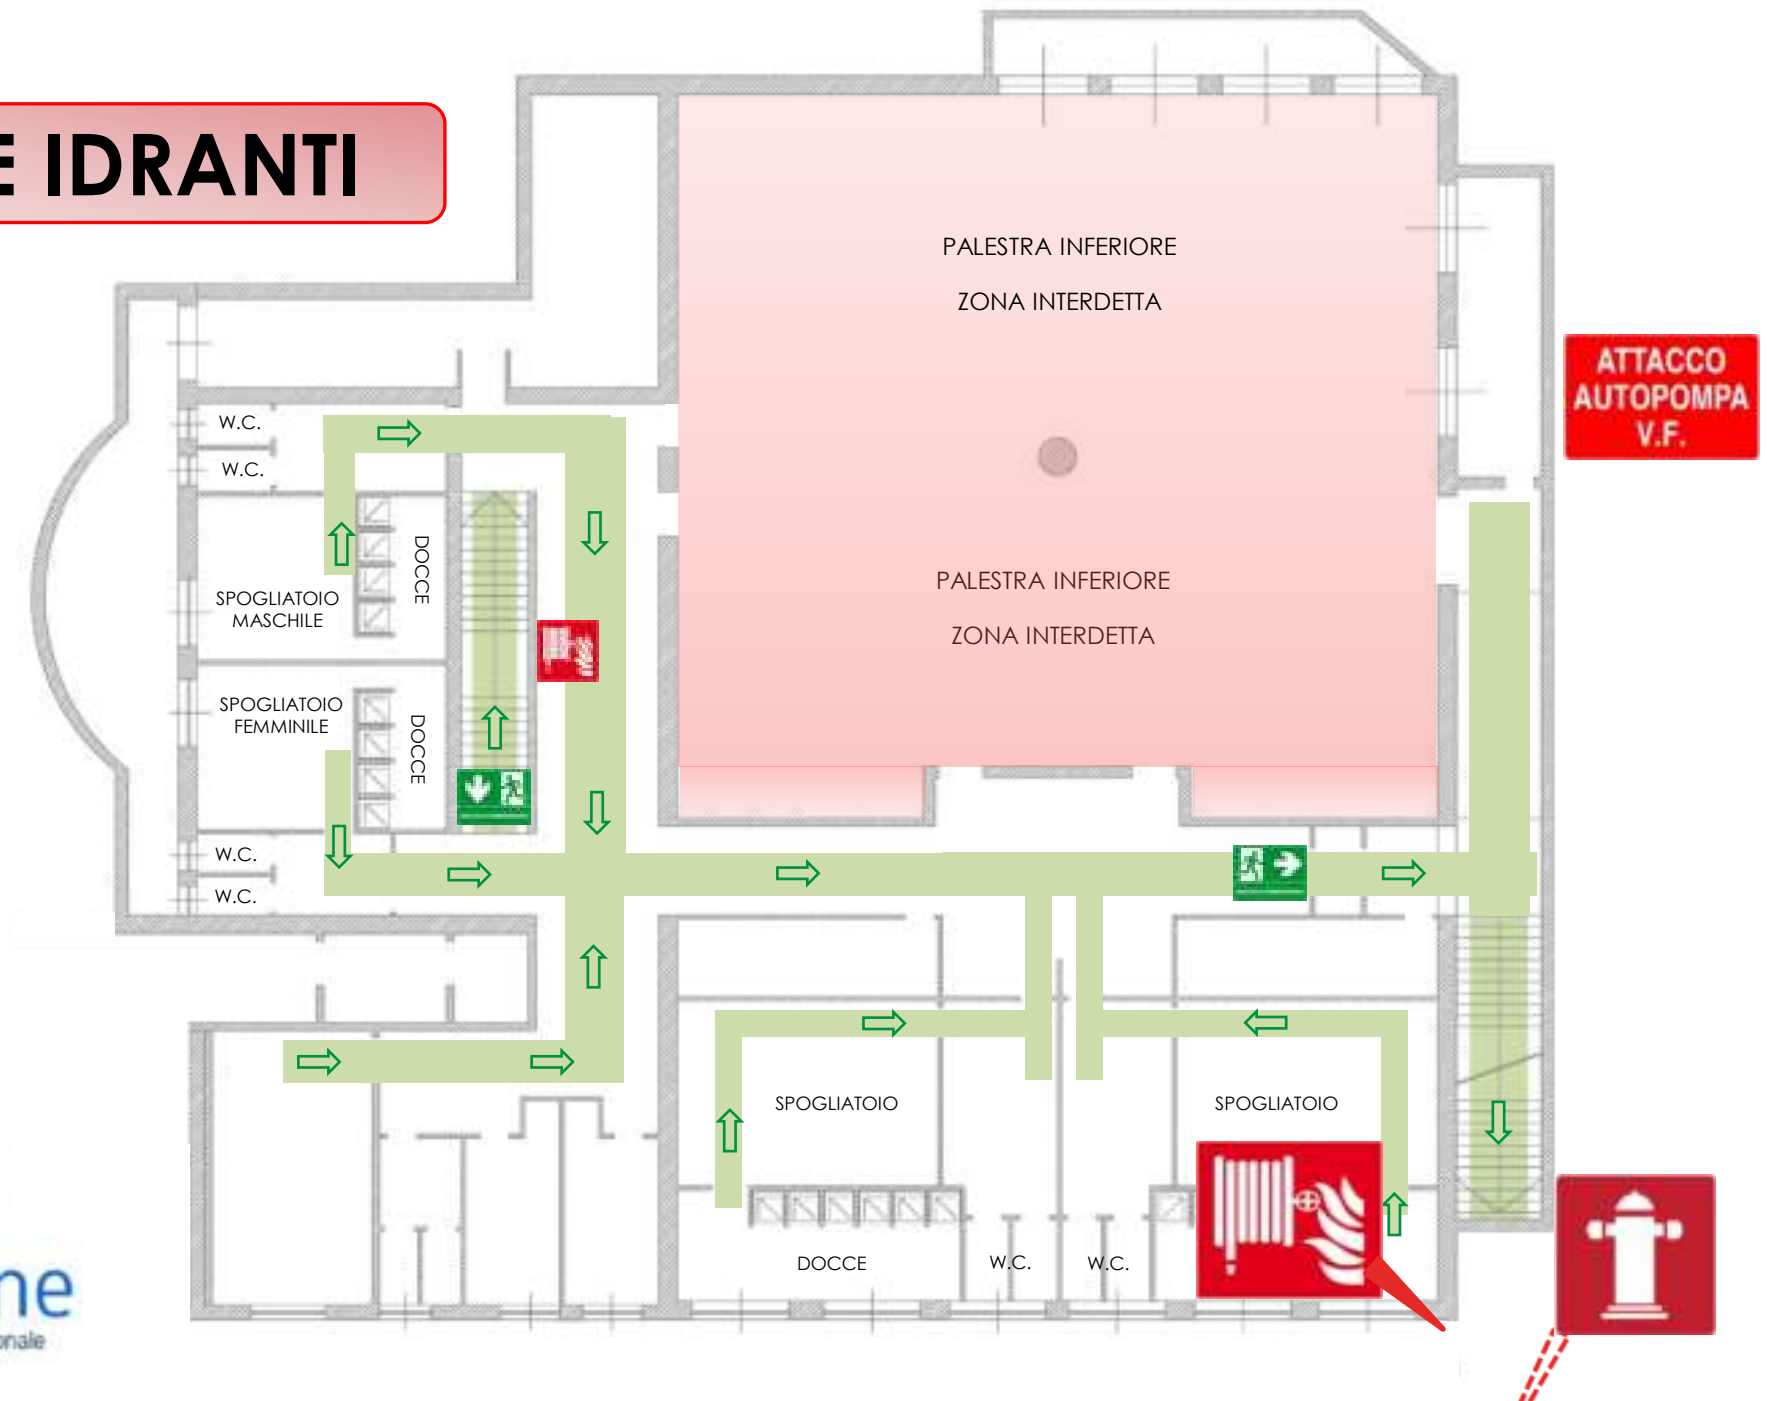 E IDRANTI
PALESTRA INFERIORE
ZONA INTERDETTA
ATTACCO
AUTOPOMPA
V.F.
W.C.
W.C.
DOCCE
SPOGLIATOIO
MASCHILE
PALESTRA INFERIORE
ZONA INTERDETTA
SPOGLIATOIO
FEMMINILE
DOCCE
W.C.
W.C.
SPOGLIATOIO
SPOGLIATOIO
DOCCE
W.C.
W.C.
ne
onale